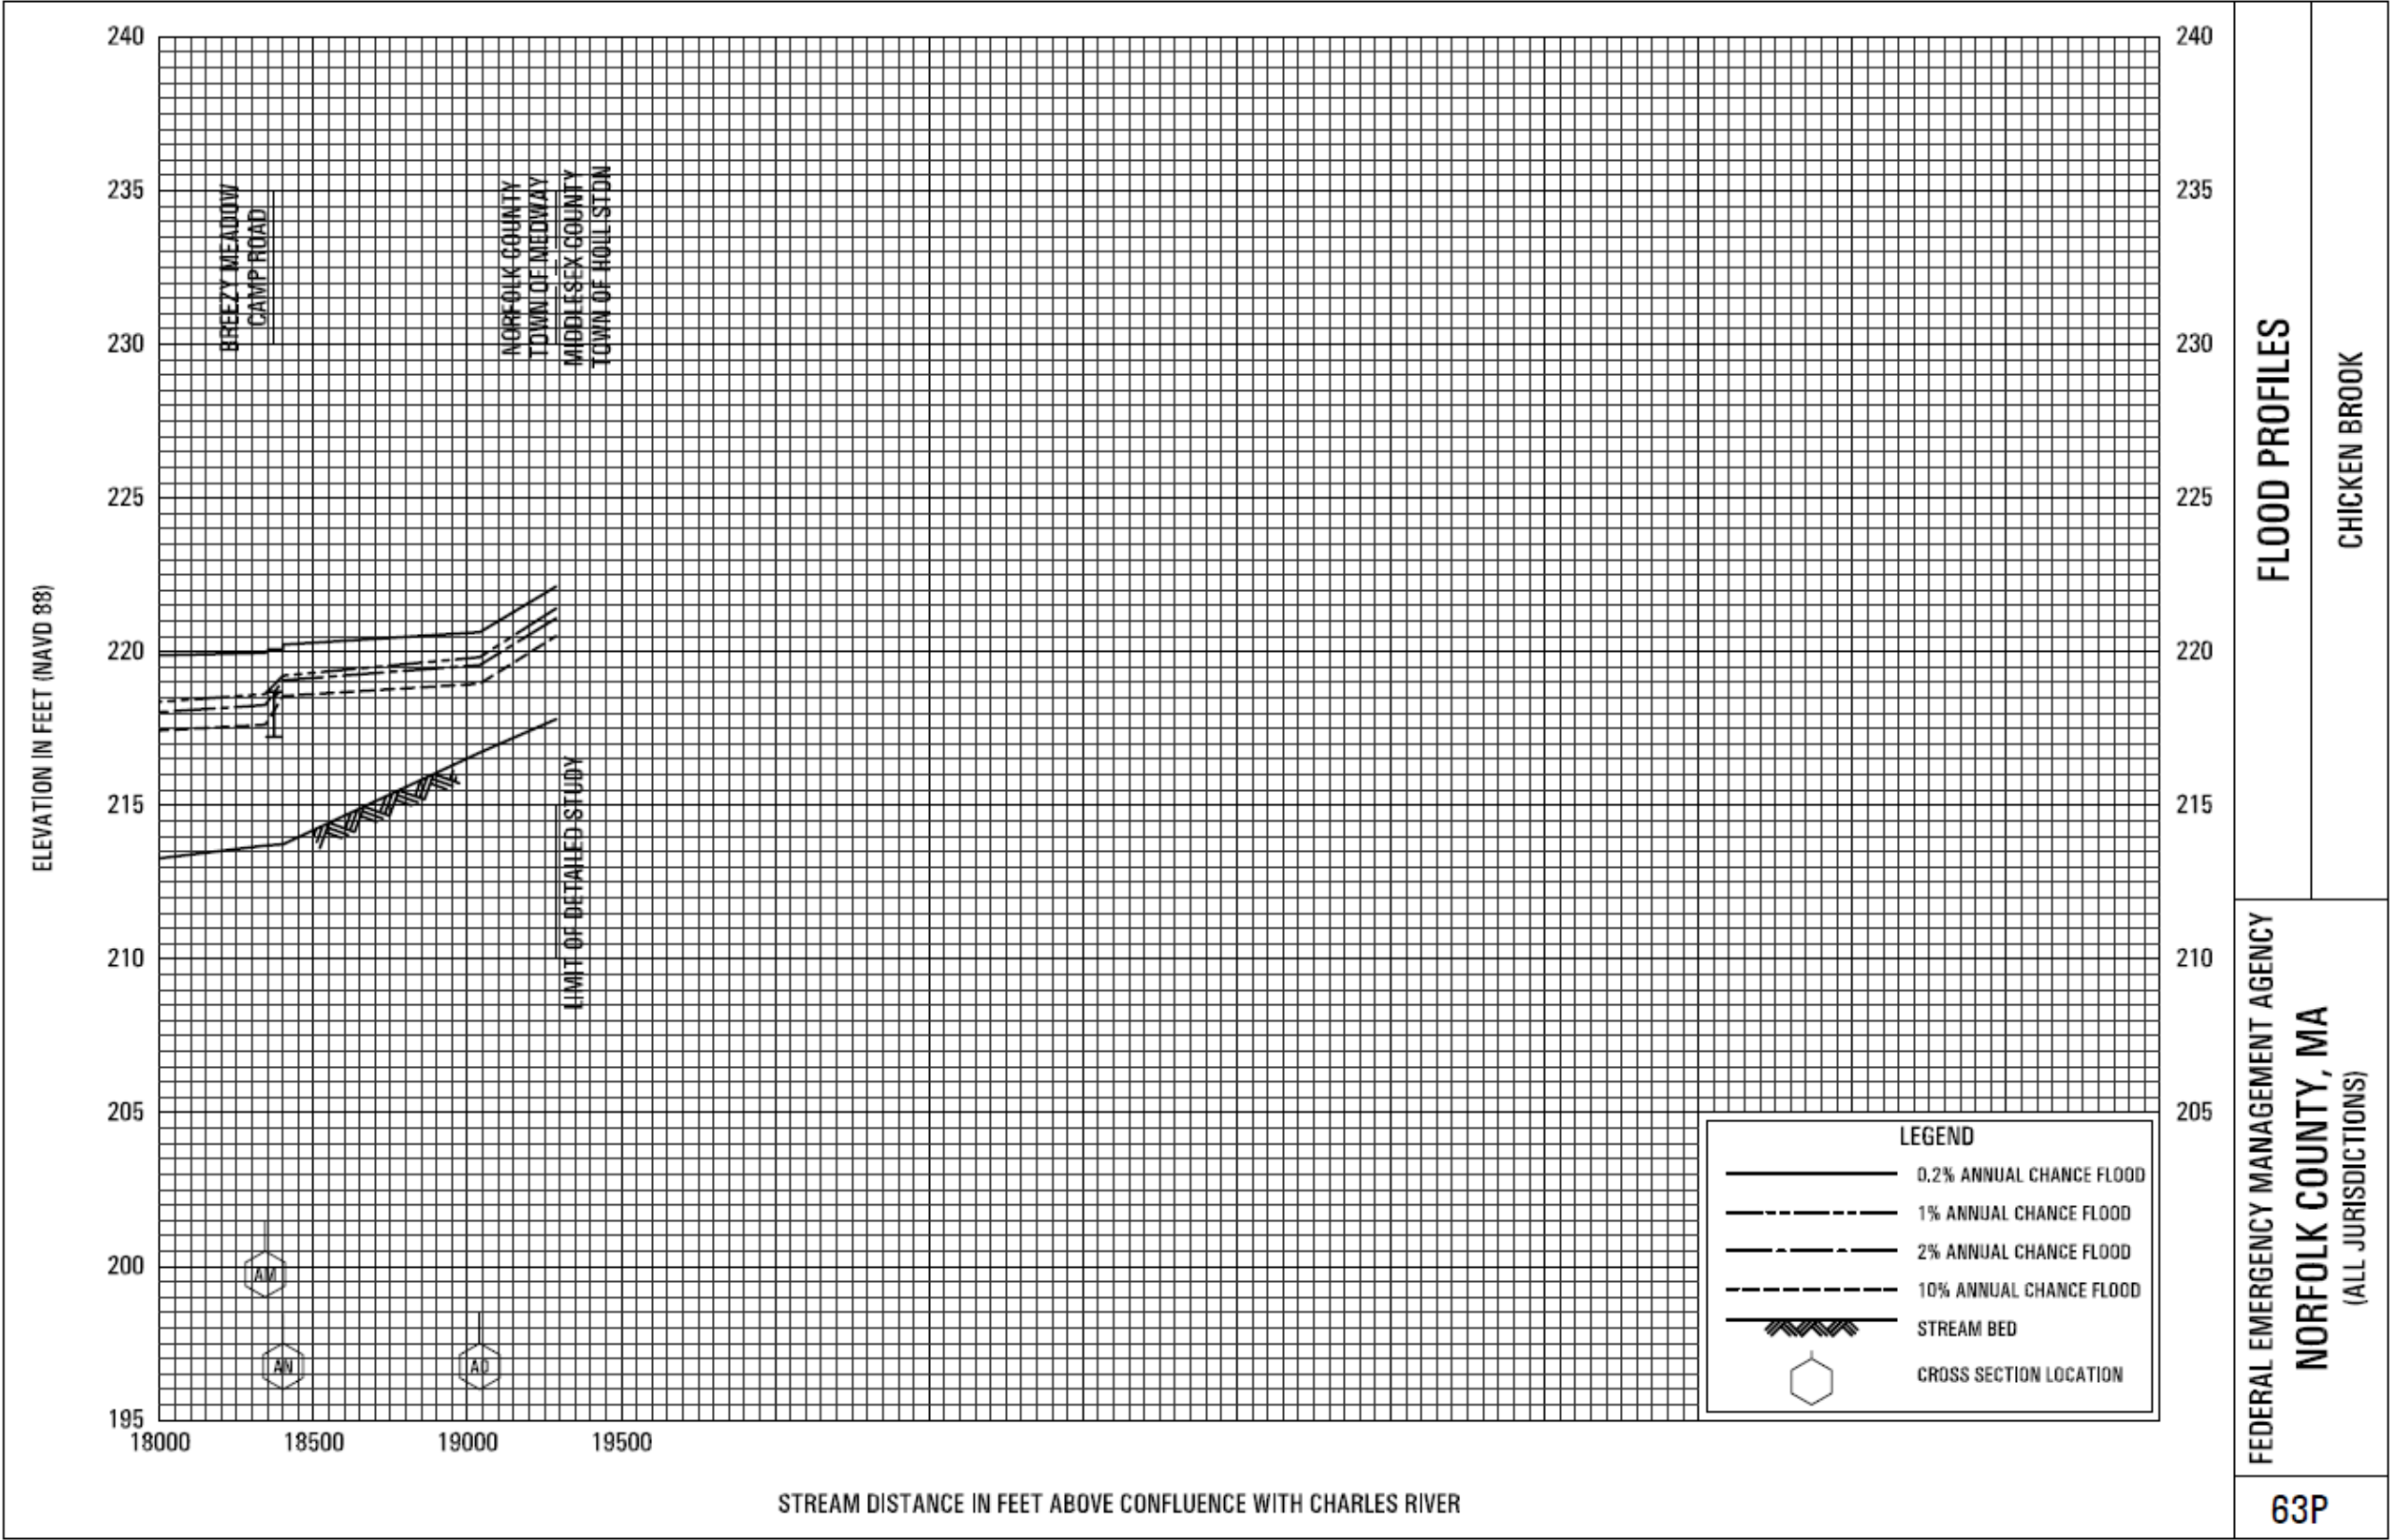 240
235
230
225
220
215
210
205
200
195
ELEVATION IN FEET (NAVD 88)
18000
18500
19000
19500
STREAM DISTANCE IN FEET ABOVE CONFLUENCE WITH CHARLES RIVER
BREEZY MEADOW
CAMP ROAD
NORFOLK COUNTY
TOWN OF MEDWAY
MIDDLESEX COUNTY
TOWN OF HOLLISTON
LIMIT OF DETAILED STUDY
AM
AN
AO
240
235
230
225
220
215
210
205
LEGEND
0.2% ANNUAL CHANCE FLOOD
1% ANNUAL CHANCE FLOOD
2% ANNUAL CHANCE FLOOD
10% ANNUAL CHANCE FLOOD
STREAM BED
CROSS SECTION LOCATION
FLOOD PROFILES
CHICKEN BROOK
FEDERAL EMERGENCY MANAGEMENT AGENCY
NORFOLK COUNTY, MA
(ALL JURISDICTIONS)
63P